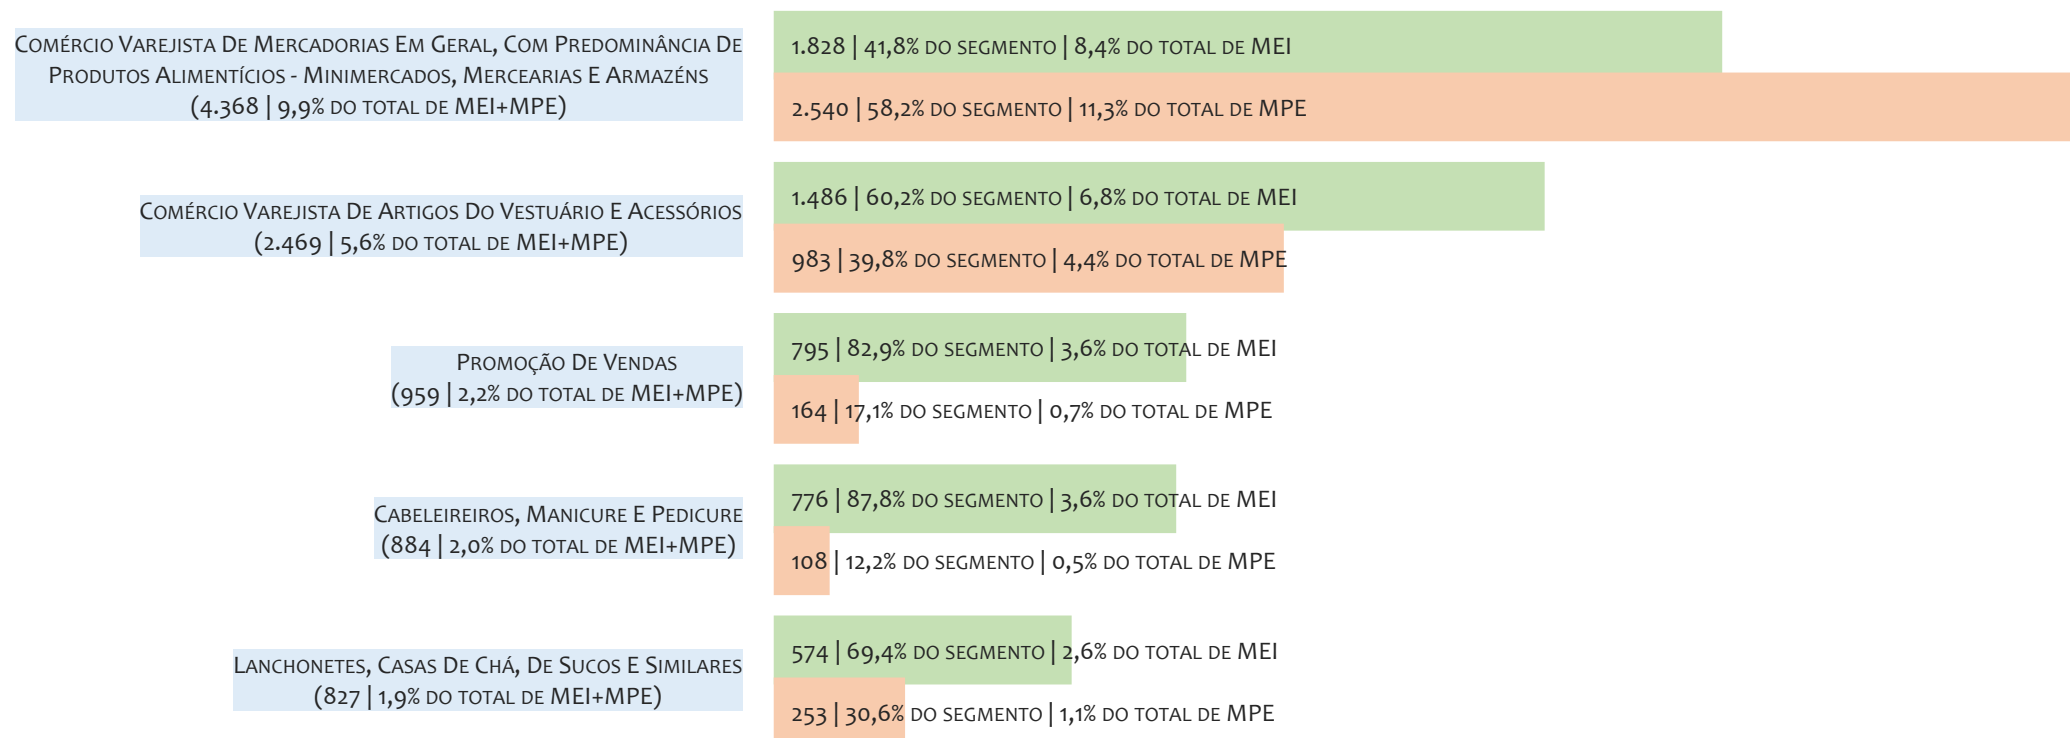 Comércio Varejista De Mercadorias Em Geral, Com Predominância De
Produtos Alimentícios - Minimercados, Mercearias E Armazéns
(4.368 | 9,9% do total de MEI+MPE)
1.828 | 41,8% do segmento | 8,4% do total de MEI
2.540 | 58,2% do segmento | 11,3% do total de MPE
Comércio Varejista De Artigos Do Vestuário E Acessórios
(2.469 | 5,6% do total de MEI+MPE)
1.486 | 60,2% do segmento | 6,8% do total de MEI
983 | 39,8% do segmento | 4,4% do total de MPE
Promoção De Vendas
(959 | 2,2% do total de MEI+MPE)
795 | 82,9% do segmento | 3,6% do total de MEI
164 | 17,1% do segmento | 0,7% do total de MPE
Cabeleireiros, Manicure E Pedicure
(884 | 2,0% do total de MEI+MPE)
776 | 87,8% do segmento | 3,6% do total de MEI
108 | 12,2% do segmento | 0,5% do total de MPE
Lanchonetes, Casas De Chá, De Sucos E Similares
(827 | 1,9% do total de MEI+MPE)
574 | 69,4% do segmento | 2,6% do total de MEI
253 | 30,6% do segmento | 1,1% do total de MPE